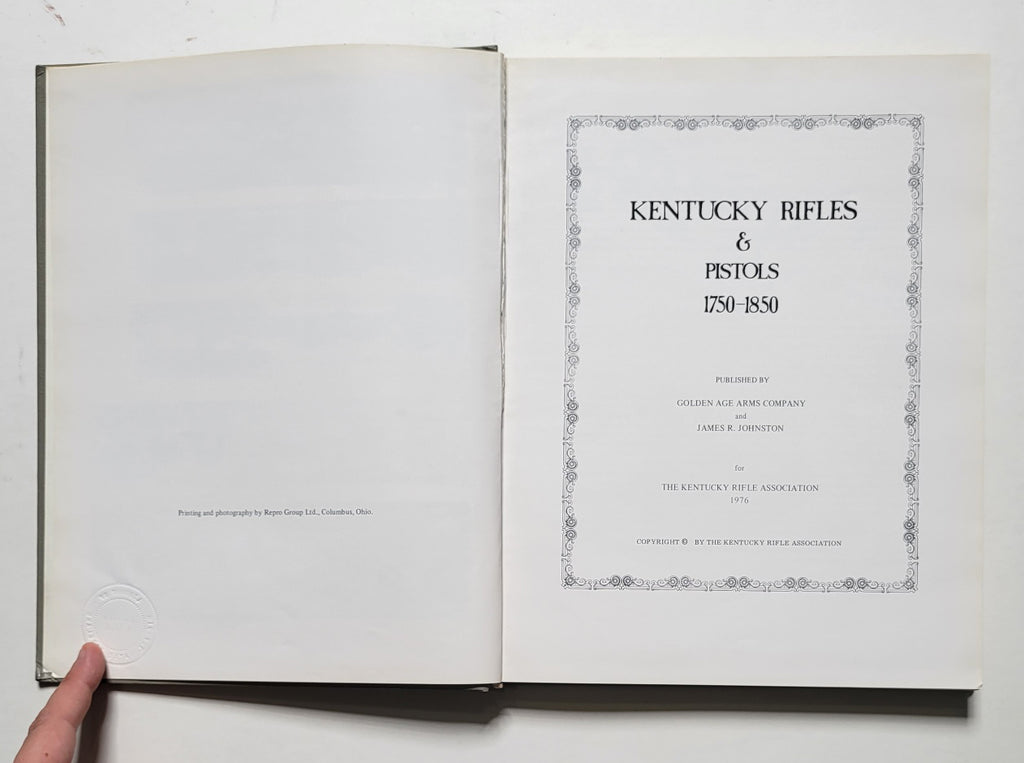 Printing and photography by Repro Group Ltd., Columbus, Ohio.
KENTUCKY RIFLES
&
PISTOLS
1750-1850
PUBLISHED BY
GOLDEN AGE ARMS COMPANY
and
JAMES R. JOHNSTON
for
THE KENTUCKY RIFLE ASSOCIATION
1976
COPYRIGHT © BY THE KENTUCKY RIFLE ASSOCIATION